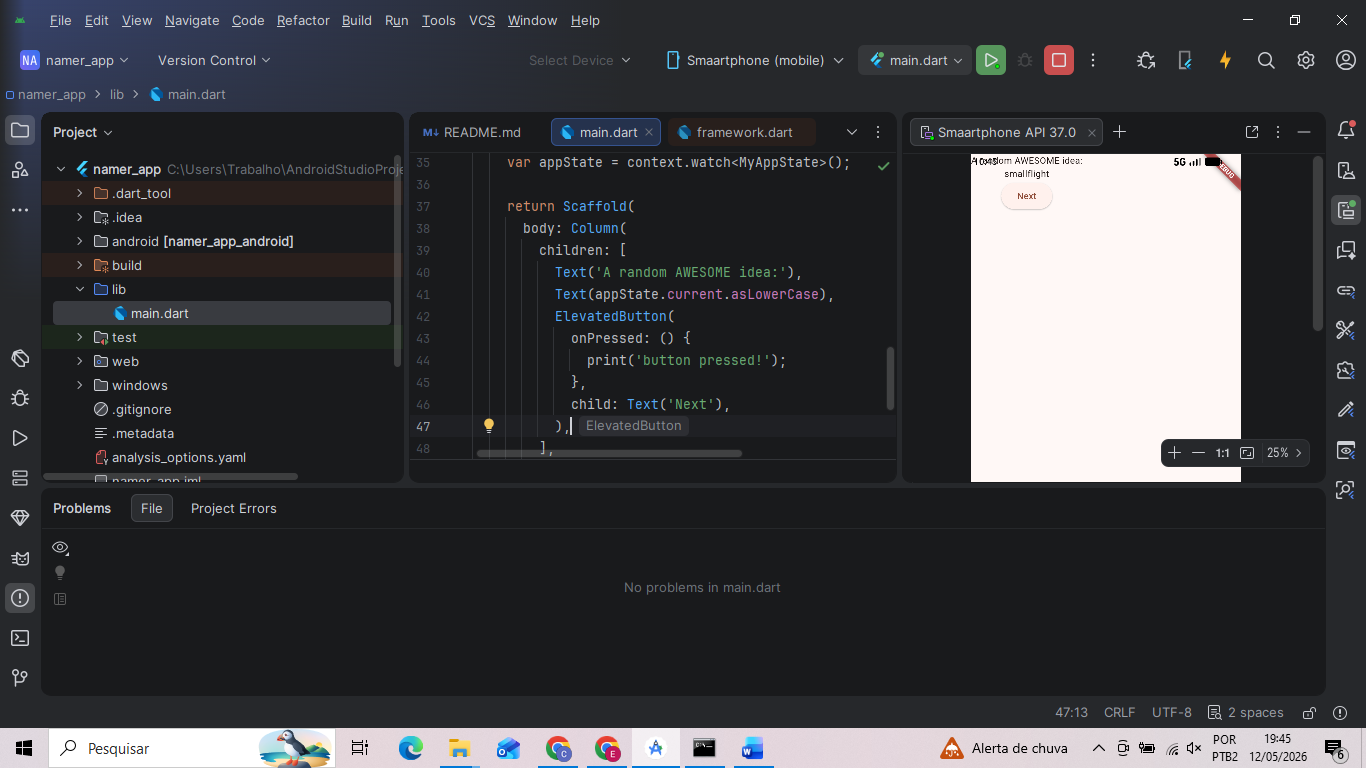 File Edit View Navigate Code Refactor Build Run Tools VCS Window Help
NA namer_app Version Control Select Device Smaartphone (mobile) main.dart
namer_app lib main.dart
Project
namer_app C:\Users\Trabalho\AndroidStudioProje
.dart_tool
.idea
android [namer_app_android]
build
lib
main.dart
test
web
windows
.gitignore
.metadata
analysis_options.yaml
namer_app.iml
README.md main.dart framework.dart
35 var appState = context.watch<MyAppState>();
36
37 return Scaffold(
38 body: Column(
39 children: [
40 Text('A random AWESOME idea:'),
41 Text(appState.current.asLowerCase),
42 ElevatedButton(
43 onPressed: () {
44 print('button pressed!');
45 },
46 child: Text('Next'),
47 ), ElevatedButton
48 ],
Smaartphone API 37.0
A random AWESOME idea:
5G
smallflight
Next
1:1 25%
Problems File Project Errors
No problems in main.dart
47:13 CRLF UTF-8 2 spaces
Pesquisar
Alerta de chuva
POR
PTB2
19:45
12/05/2026
6